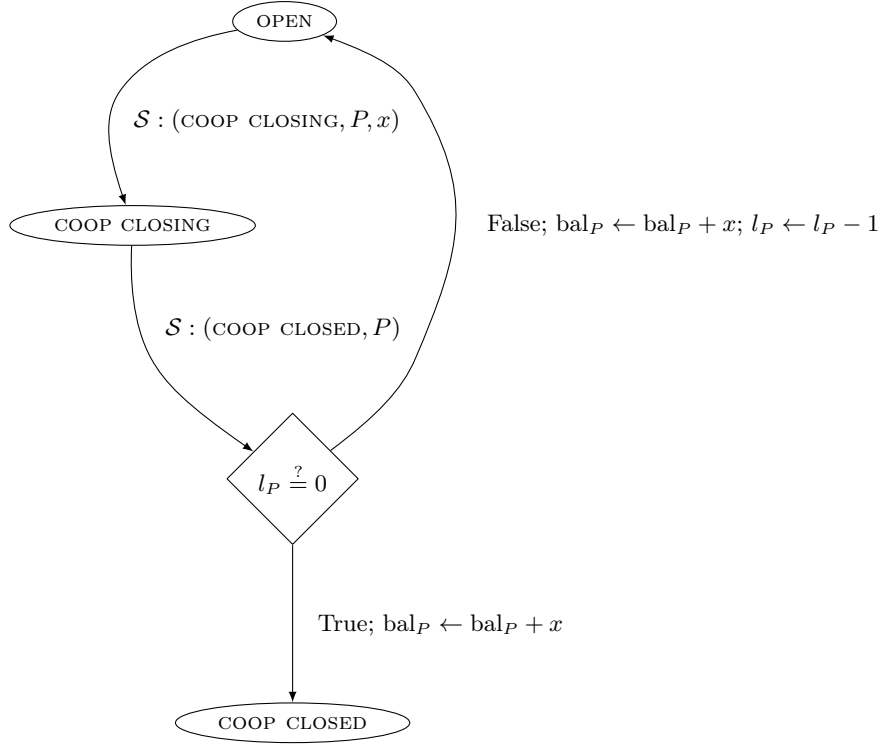 OPEN
𝒮 : (COOP CLOSING, P, x)
COOP CLOSING
False; bal_P ← bal_P + x; l_P ← l_P − 1
𝒮 : (COOP CLOSED, P)
l_P ≟ 0
True; bal_P ← bal_P + x
COOP CLOSED